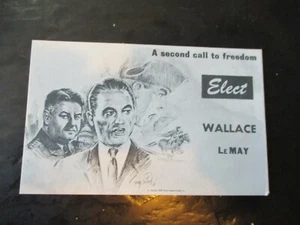 A second call to freedom
Elect
WALLACE
LEMAY